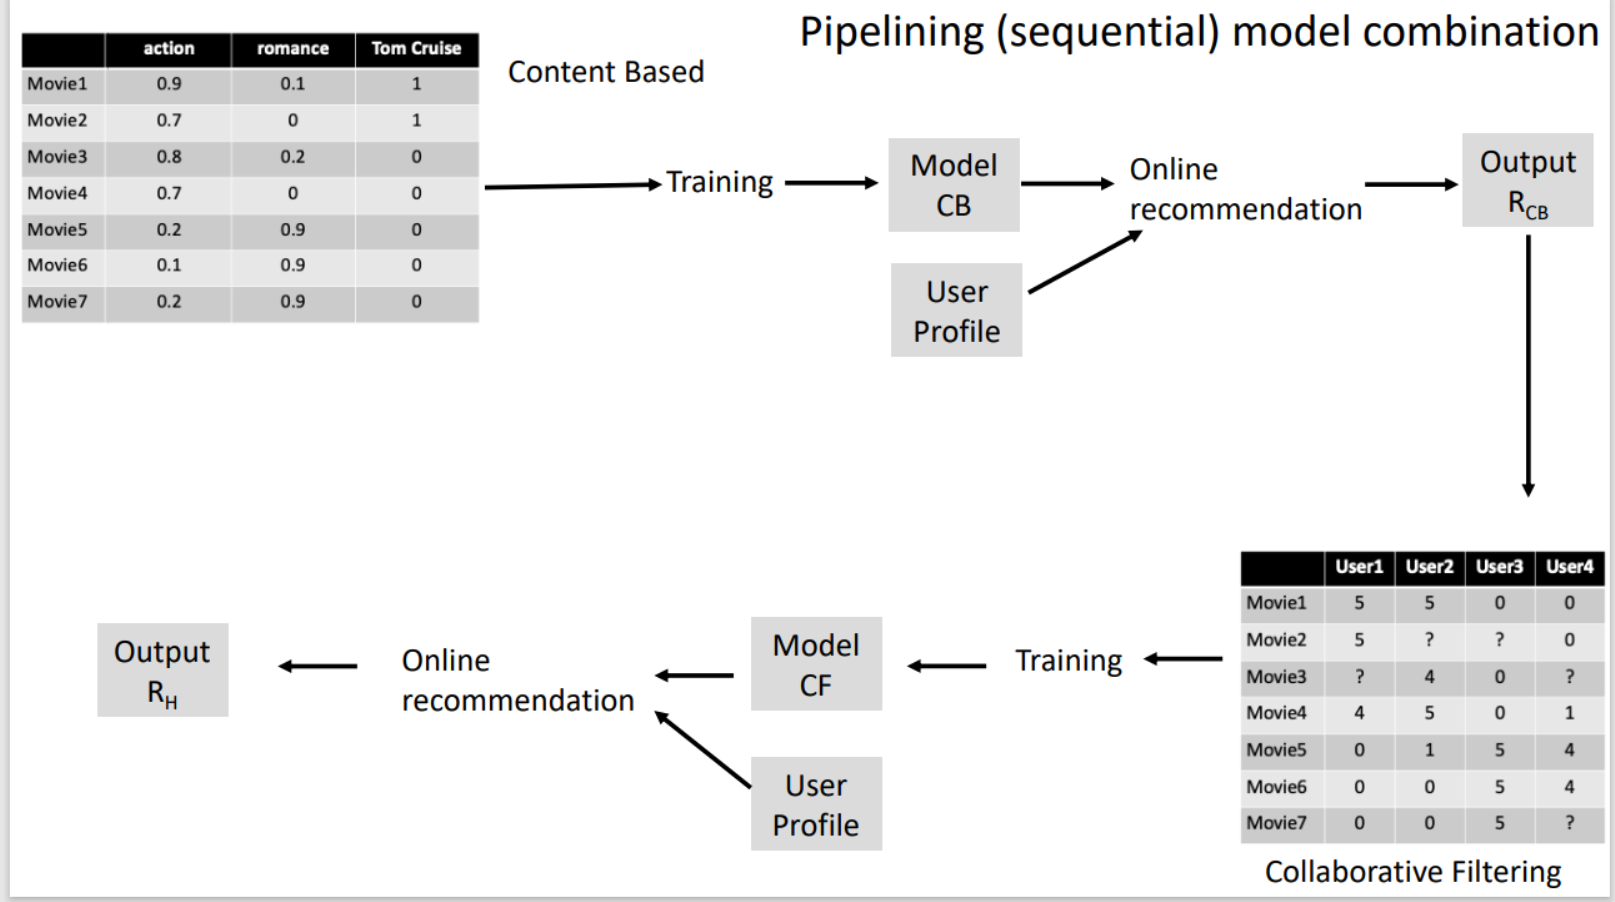 Pipelining (sequential) model combination
action romance Tom Cruise
Movie1 0.9 0.1 1
Movie2 0.7 0 1
Movie3 0.8 0.2 0
Movie4 0.7 0 0
Movie5 0.2 0.9 0
Movie6 0.1 0.9 0
Movie7 0.2 0.9 0
Content Based
Training
Model
CB
User
Profile
Online
recommendation
Output
RCB
User1 User2 User3 User4
Movie1 5 5 0 0
Movie2 5 ? ? 0
Movie3 ? 4 0 ?
Movie4 4 5 0 1
Movie5 0 1 5 4
Movie6 0 0 5 4
Movie7 0 0 5 ?
Collaborative Filtering
Training
Model
CF
User
Profile
Online
recommendation
Output
RH